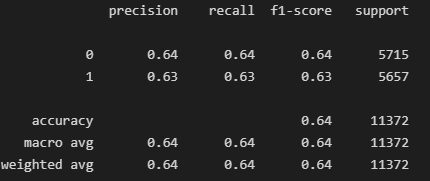 precision recall f1-score support
0 0.64 0.64 0.64 5715
1 0.63 0.63 0.63 5657
accuracy 0.64 11372
macro avg 0.64 0.64 0.64 11372
weighted avg 0.64 0.64 0.64 11372